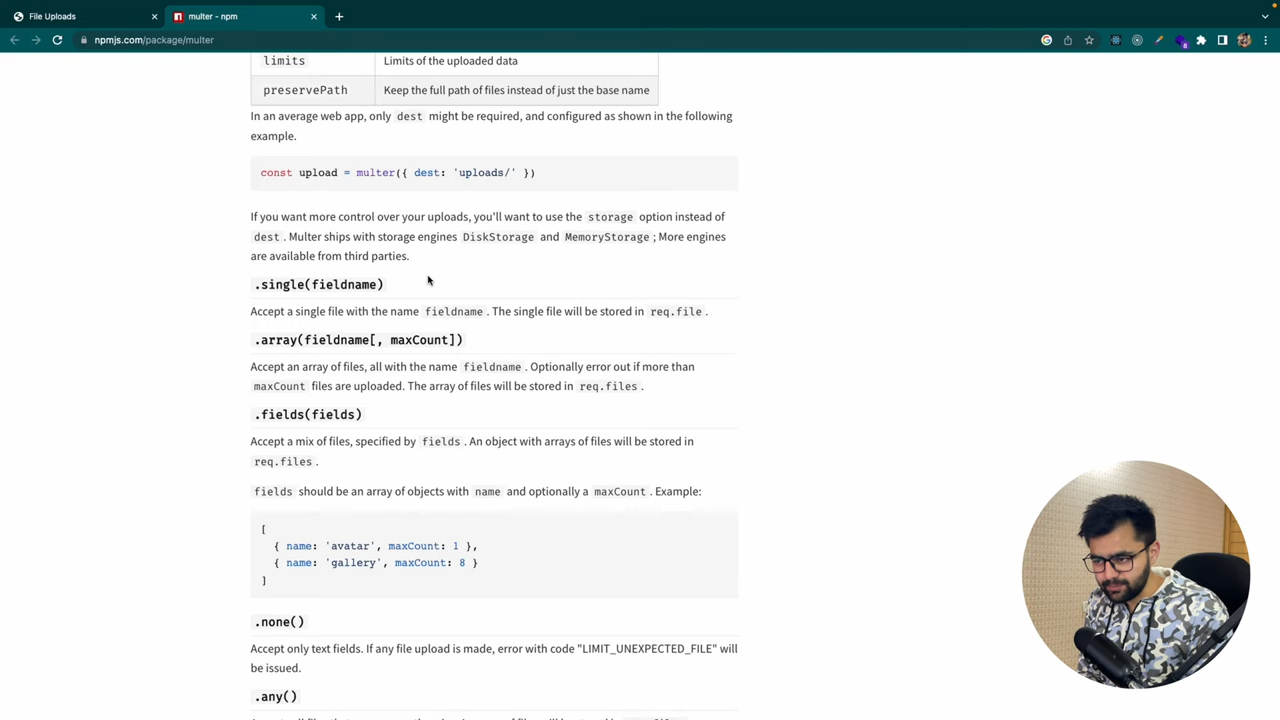 File Uploads
multer - npm
npmjs.com/package/multer
limits Limits of the uploaded data
preservePath Keep the full path of files instead of just the base name
In an average web app, only dest might be required, and configured as shown in the following
example.
const upload = multer({ dest: 'uploads/' })
If you want more control over your uploads, you'll want to use the storage option instead of
dest. Multer ships with storage engines DiskStorage and MemoryStorage; More engines
are available from third parties.
.single(fieldname)
Accept a single file with the name fieldname. The single file will be stored in req.file.
.array(fieldname[, maxCount])
Accept an array of files, all with the name fieldname. Optionally error out if more than
maxCount files are uploaded. The array of files will be stored in req.files.
.fields(fields)
Accept a mix of files, specified by fields. An object with arrays of files will be stored in
req.files.
fields should be an array of objects with name and optionally a maxCount. Example:
[
{ name: 'avatar', maxCount: 1 },
{ name: 'gallery', maxCount: 8 }
]
.none()
Accept only text fields. If any file upload is made, error with code "LIMIT_UNEXPECTED_FILE" will
be issued.
.any()